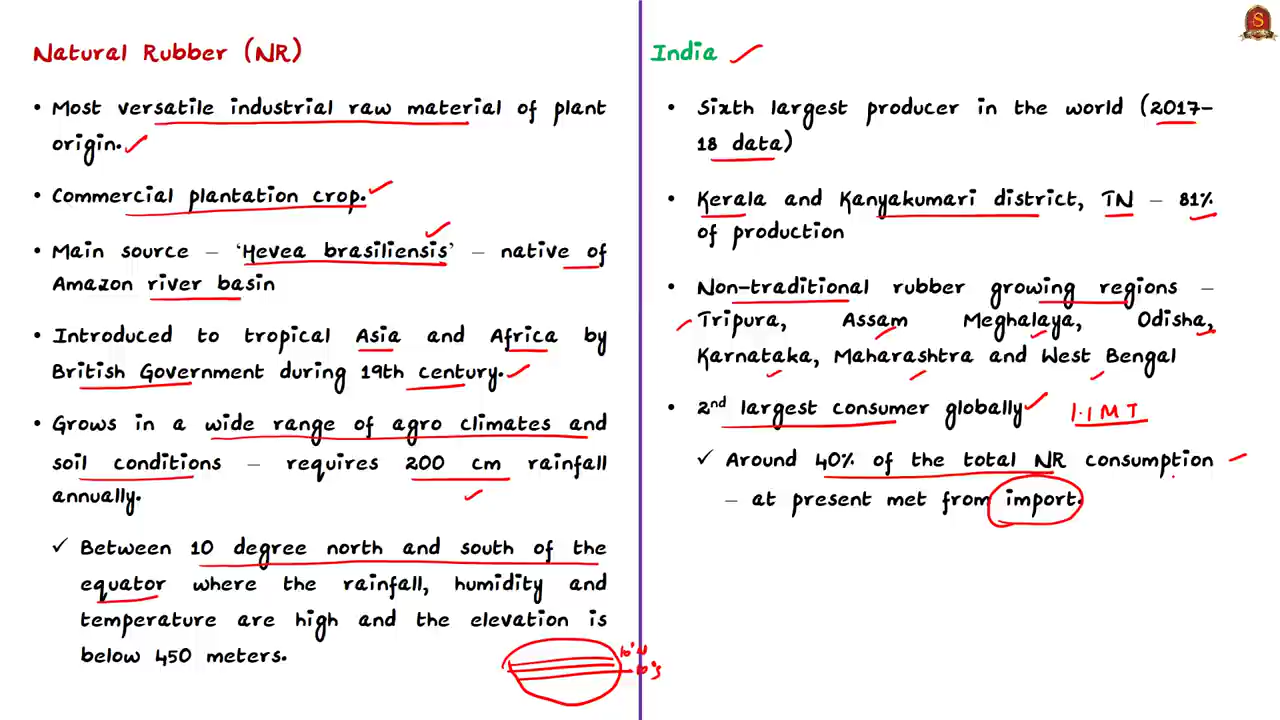 Natural Rubber (NR)
• Most versatile industrial raw material of plant
origin.
• Commercial plantation crop.
• Main source – 'Hevea brasiliensis' – native of
Amazon river basin
• Introduced to tropical Asia and Africa by
British Government during 19th century.
• Grows in a wide range of agro climates and
soil conditions – requires 200 cm rainfall
annually.
✓ Between 10 degree north and south of the
equator where the rainfall, humidity and
temperature are high and the elevation is
below 450 meters.
10°N
10°S
India
• Sixth largest producer in the world (2017-
18 data)
• Kerala and Kanyakumari district, TN – 81%
of production
• Non-traditional rubber growing regions –
Tripura, Assam Meghalaya, Odisha,
Karnataka, Maharashtra and West Bengal
• 2nd largest consumer globally 1.1 MT
✓ Around 40% of the total NR consumption
– at present met from import.
S